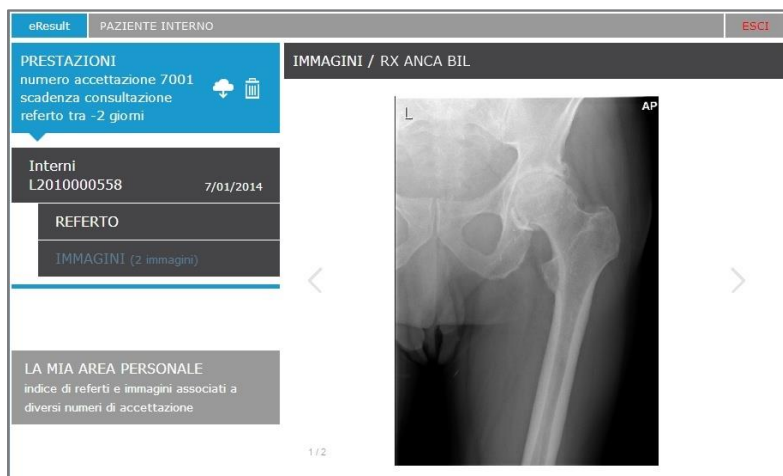 eResult PAZIENTE INTERNO ESCI
PRESTAZIONI
numero accettazione 7001
scadenza consultazione
referto tra -2 giorni
Interni
L2010000558 7/01/2014
REFERTO
IMMAGINI (2 immagini)
LA MIA AREA PERSONALE
indice di referti e immagini associati a
diversi numeri di accettazione
IMMAGINI / RX ANCA BIL
L AP
1 / 2